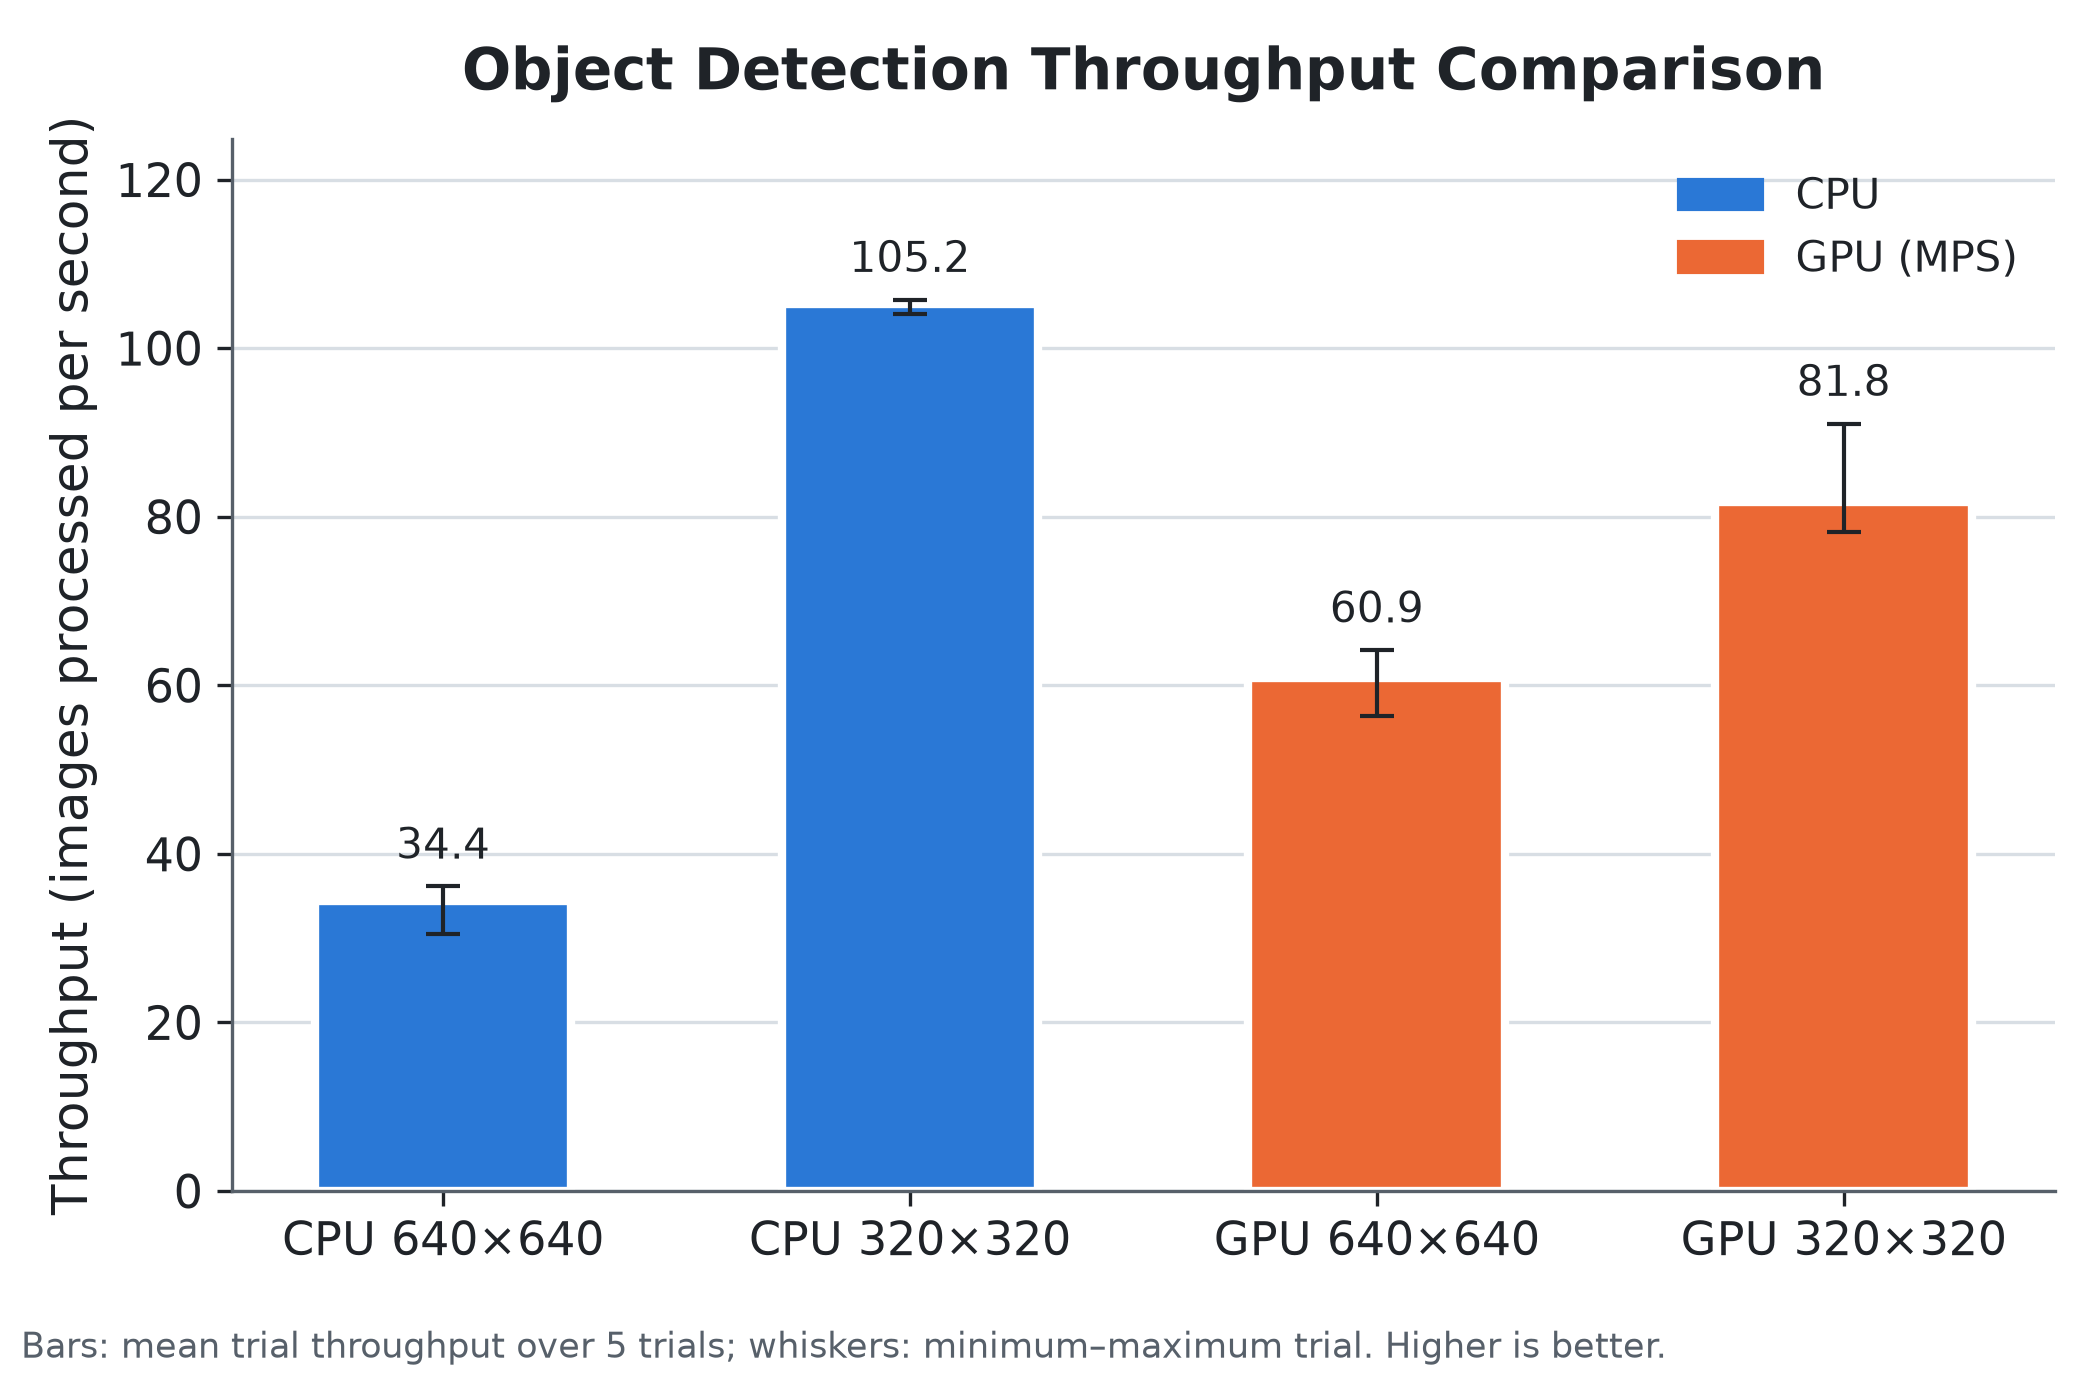 Object Detection Throughput Comparison
Throughput (images processed per second)
120
100
80
60
40
20
0
CPU
GPU (MPS)
34.4
105.2
60.9
81.8
CPU 640×640
CPU 320×320
GPU 640×640
GPU 320×320
Bars: mean trial throughput over 5 trials; whiskers: minimum–maximum trial. Higher is better.